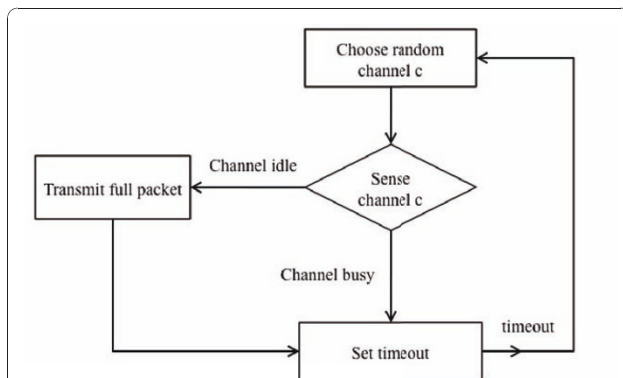 Choose random
channel c
Channel idle
Sense
channel c
Transmit full packet
Channel busy
timeout
Set timeout